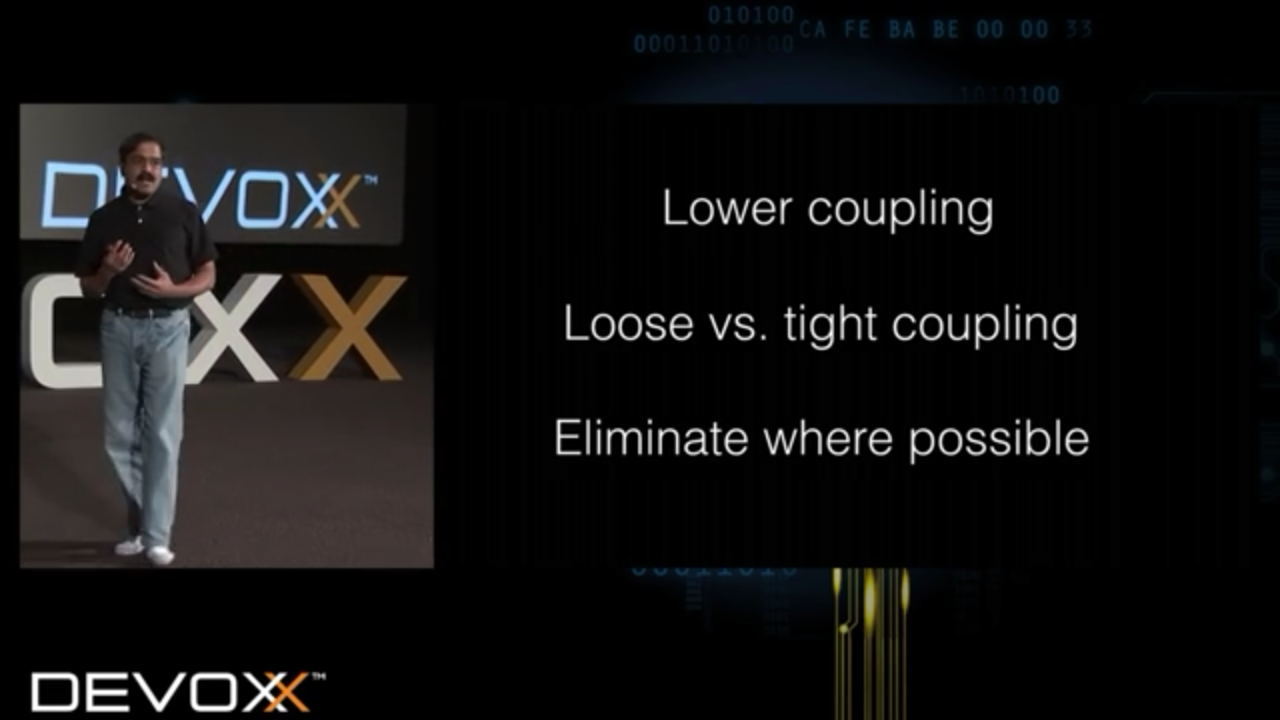 010100
00011010100
CA FE BA BE 00 00 33
1010100
DEVOXX™
Lower coupling
Loose vs. tight coupling
Eliminate where possible
DEVOXX™